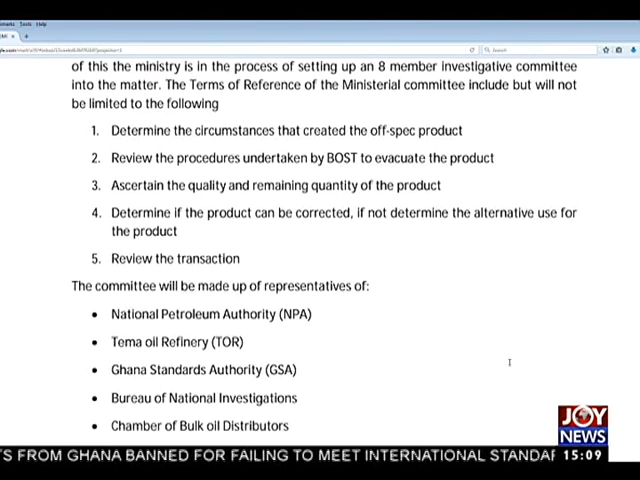 Tools Help
Search
of this the ministry is in the process of setting up an 8 member investigative committee
into the matter. The Terms of Reference of the Ministerial committee include but will not
be limited to the following
1. Determine the circumstances that created the off-spec product
2. Review the procedures undertaken by BOST to evacuate the product
3. Ascertain the quality and remaining quantity of the product
4. Determine if the product can be corrected, if not determine the alternative use for
the product
5. Review the transaction
The committee will be made up of representatives of:
• National Petroleum Authority (NPA)
• Tema oil Refinery (TOR)
• Ghana Standards Authority (GSA)
• Bureau of National Investigations
• Chamber of Bulk oil Distributors
JOY
NEWS
S FROM GHANA BANNED FOR FAILING TO MEET INTERNATIONAL STANDAR 15:09